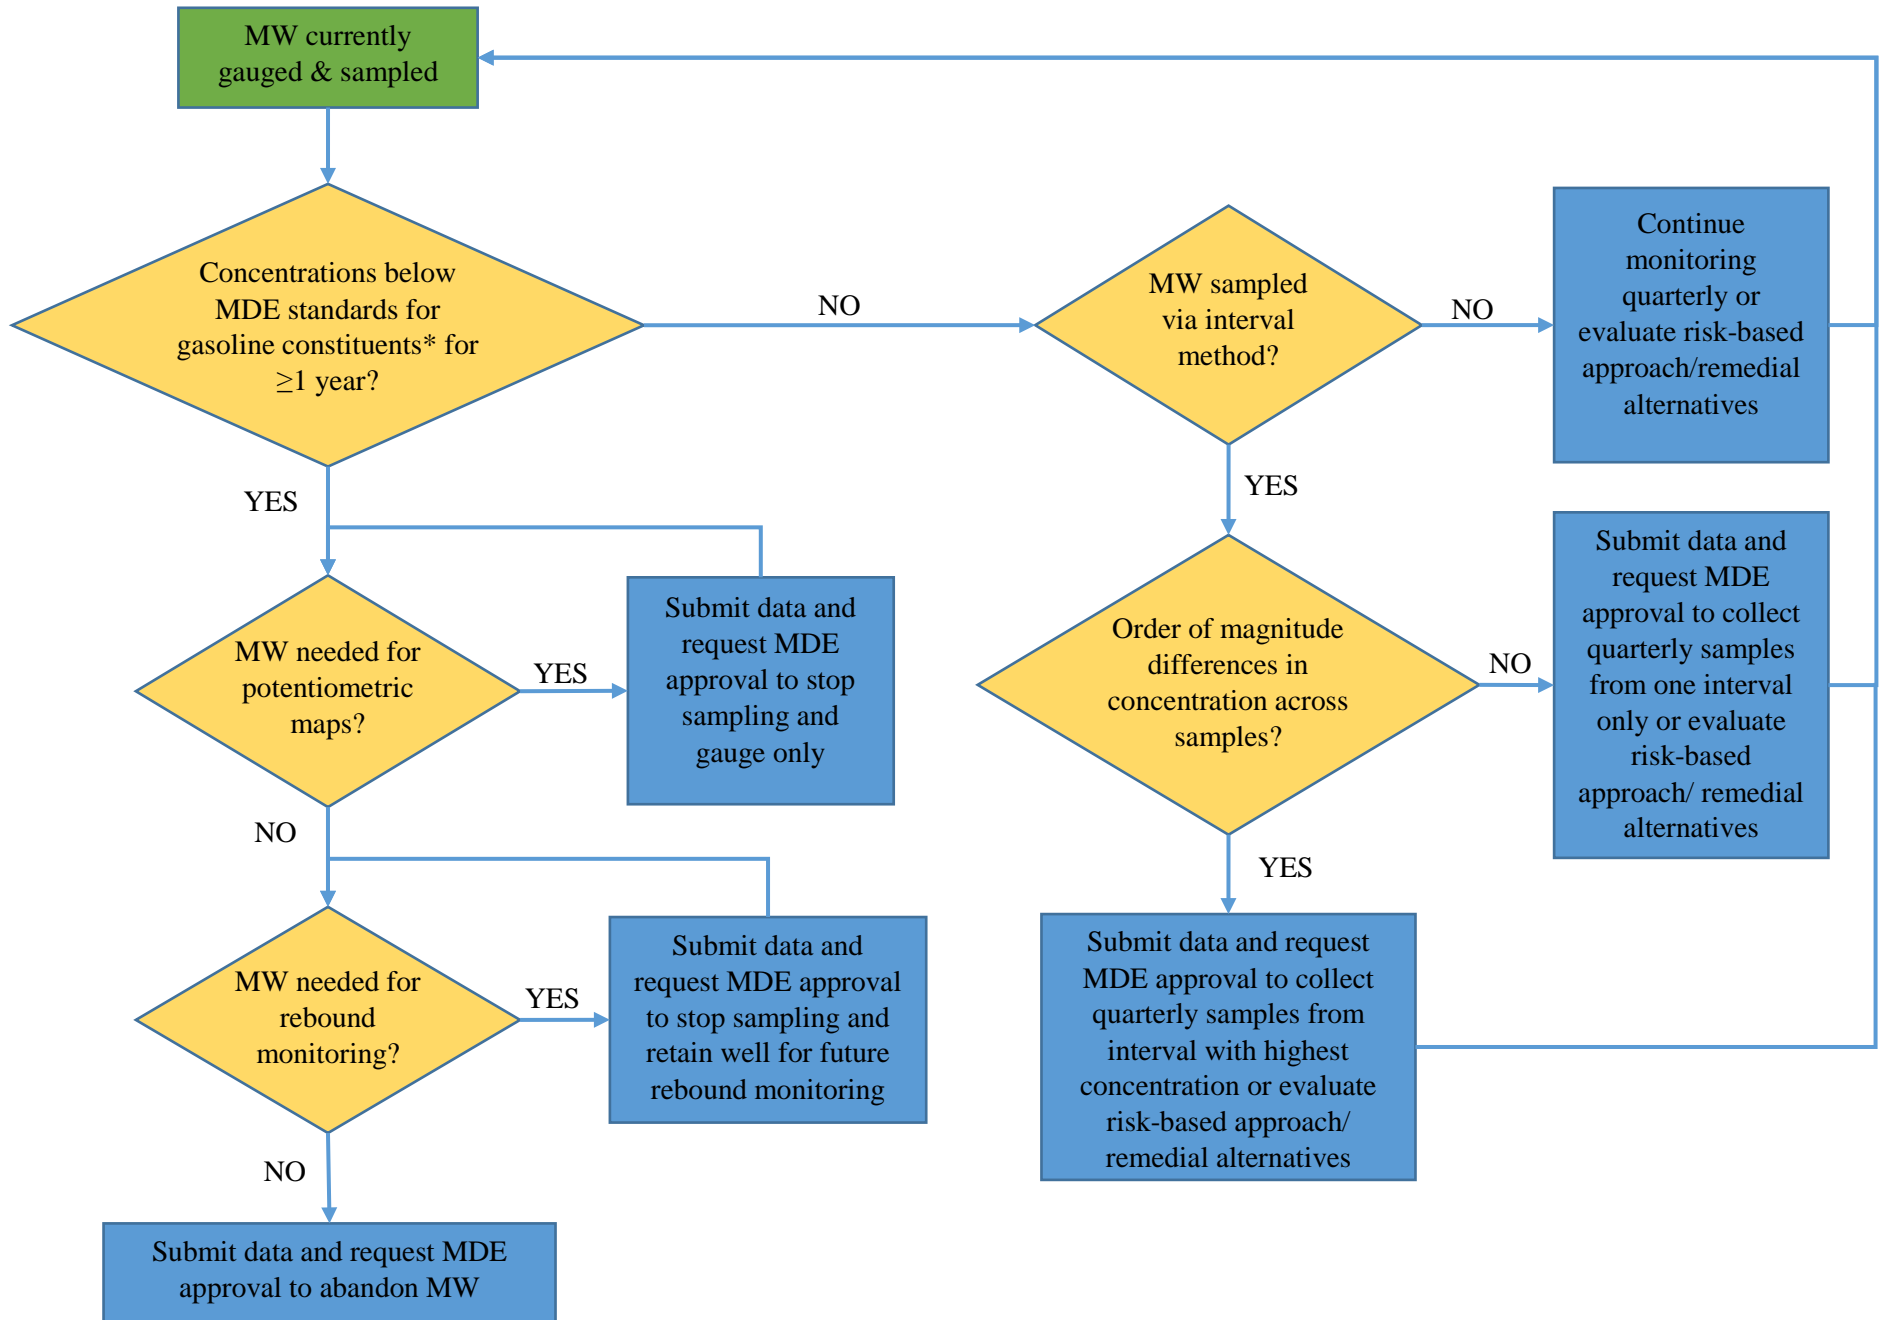 MW currently
gauged & sampled
Concentrations below
MDE standards for
gasoline constituents* for
≥1 year?
NO
MW sampled
via interval
method?
NO
Continue
monitoring
quarterly or
evaluate risk-based
approach/remedial
alternatives
YES
YES
MW needed for
potentiometric
maps?
YES
Submit data and
request MDE
approval to stop
sampling and
gauge only
Order of magnitude
differences in
concentration across
samples?
NO
Submit data and
request MDE
approval to collect
quarterly samples
from one interval
only or evaluate
risk-based
approach/ remedial
alternatives
NO
YES
MW needed for
rebound
monitoring?
YES
Submit data and
request MDE approval
to stop sampling and
retain well for future
rebound monitoring
Submit data and request
MDE approval to collect
quarterly samples from
interval with highest
concentration or evaluate
risk-based approach/
remedial alternatives
NO
Submit data and request MDE
approval to abandon MW